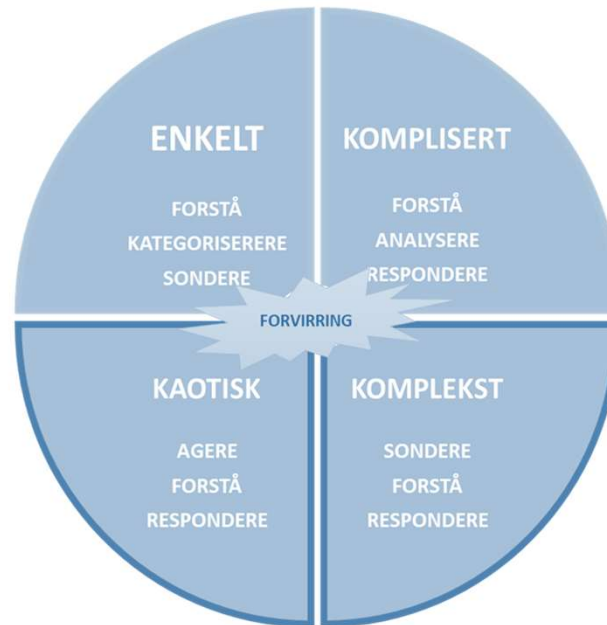 ENKELT
FORSTÅ
KATEGORISERERE
SONDERE
KOMPLISERT
FORSTÅ
ANALYSERE
RESPONDERE
FORVIRRING
KAOTISK
AGERE
FORSTÅ
RESPONDERE
KOMPLEKST
SONDERE
FORSTÅ
RESPONDERE